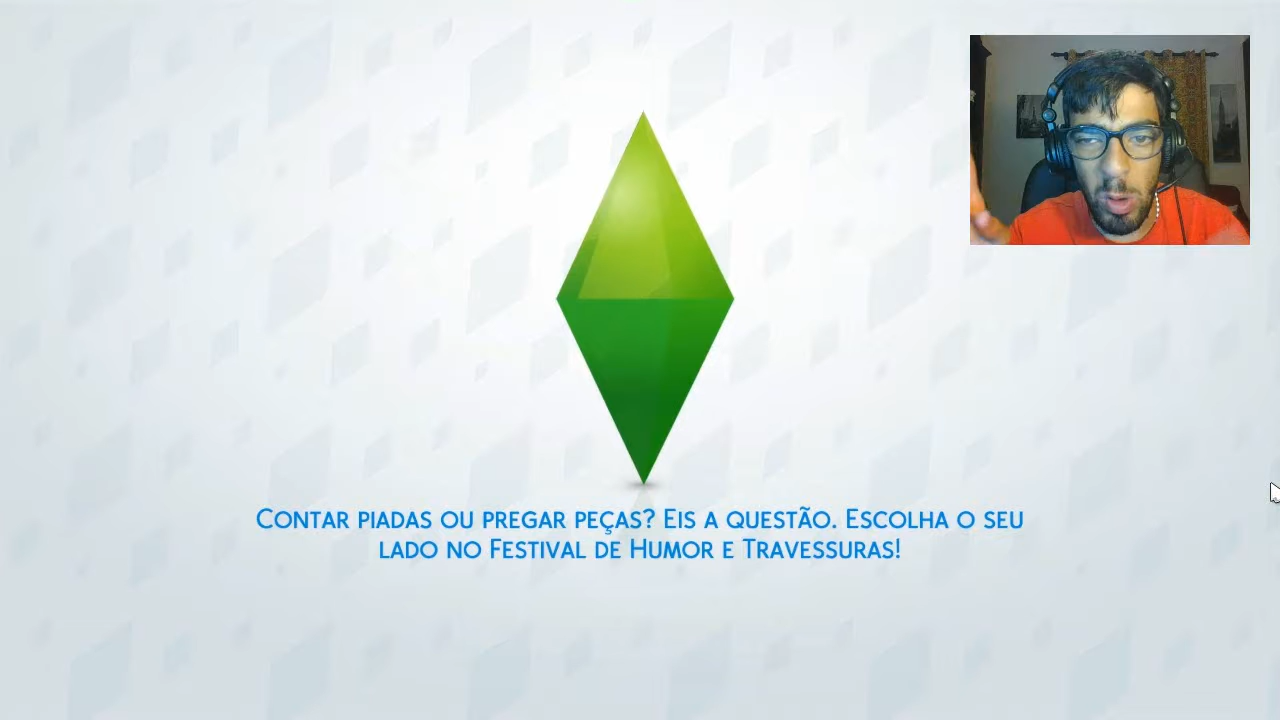 Contar piadas ou pregar peças? Eis a questão. Escolha o seu
lado no Festival de Humor e Travessuras!